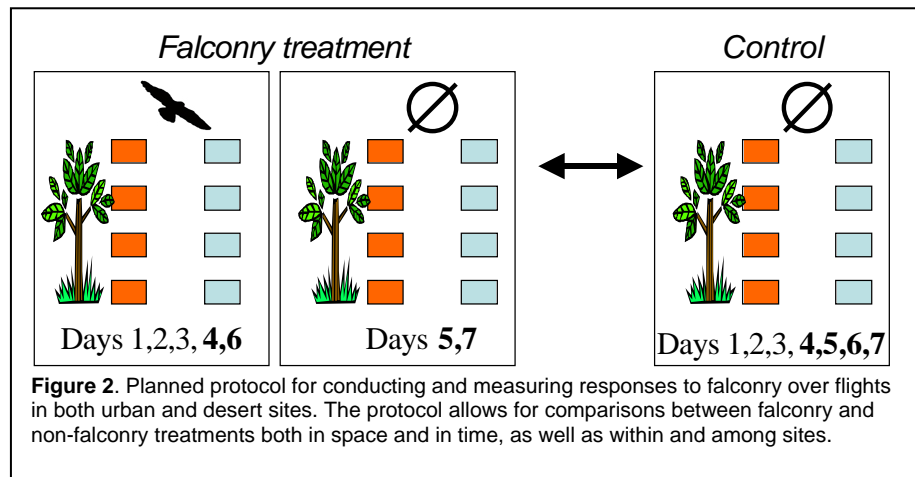 Falconry treatment
Control
Days 1,2,3, 4,6
Days 5,7
Days 1,2,3, 4,5,6,7
Figure 2. Planned protocol for conducting and measuring responses to falconry over flights
in both urban and desert sites. The protocol allows for comparisons between falconry and
non-falconry treatments both in space and in time, as well as within and among sites.